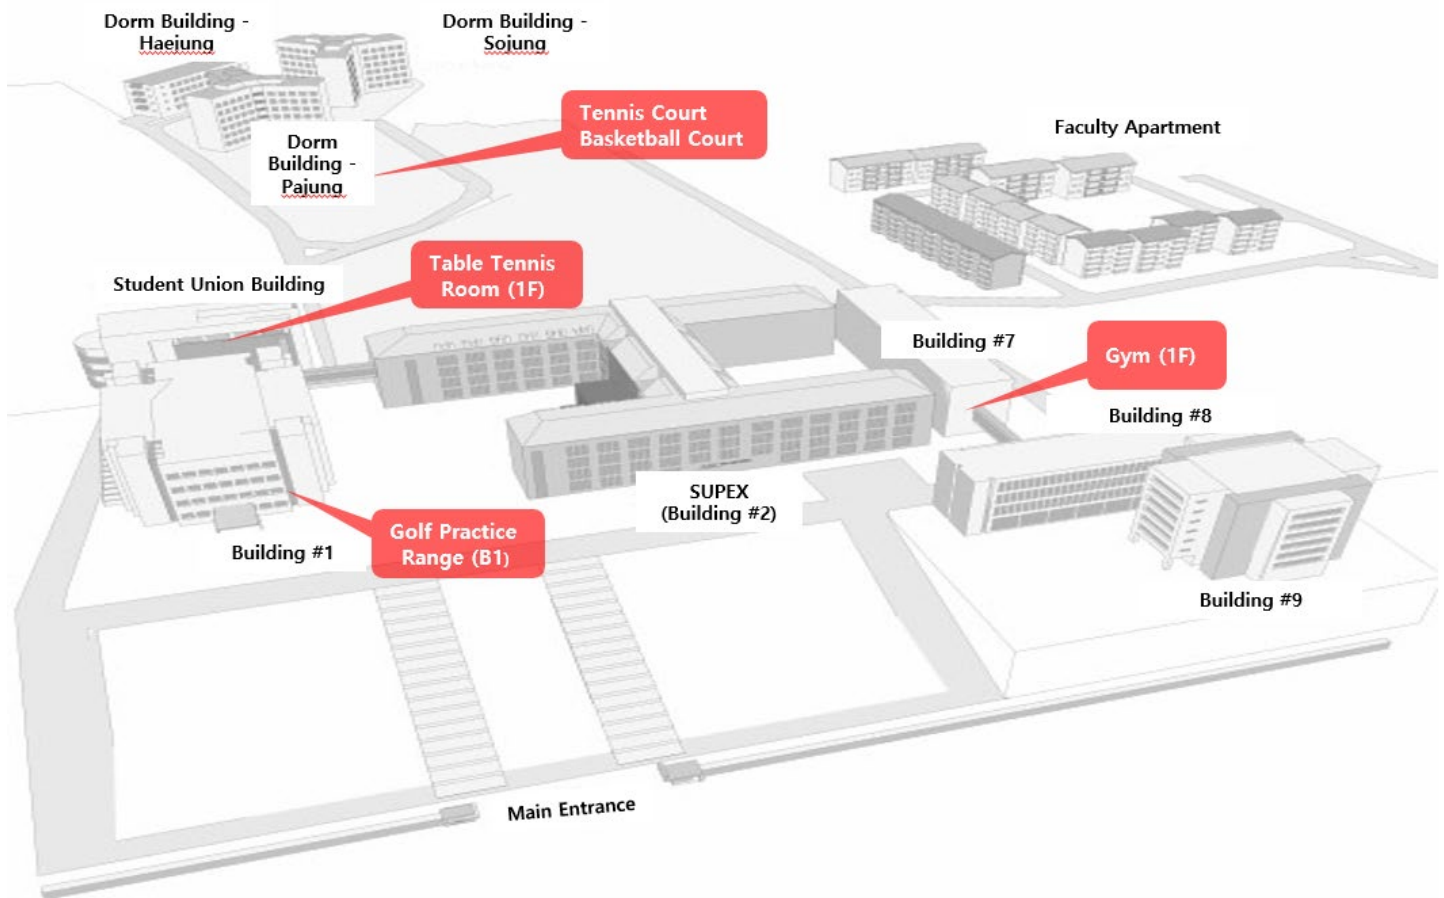 Dorm Building -
Haejung
Dorm Building -
Sojung
Tennis Court
Basketball Court
Faculty Apartment
Dorm
Building -
Pajung
Table Tennis
Room (1F)
Student Union Building
Building #7
Gym (1F)
Building #8
SUPEX
(Building #2)
Golf Practice
Range (B1)
Building #1
Building #9
Main Entrance